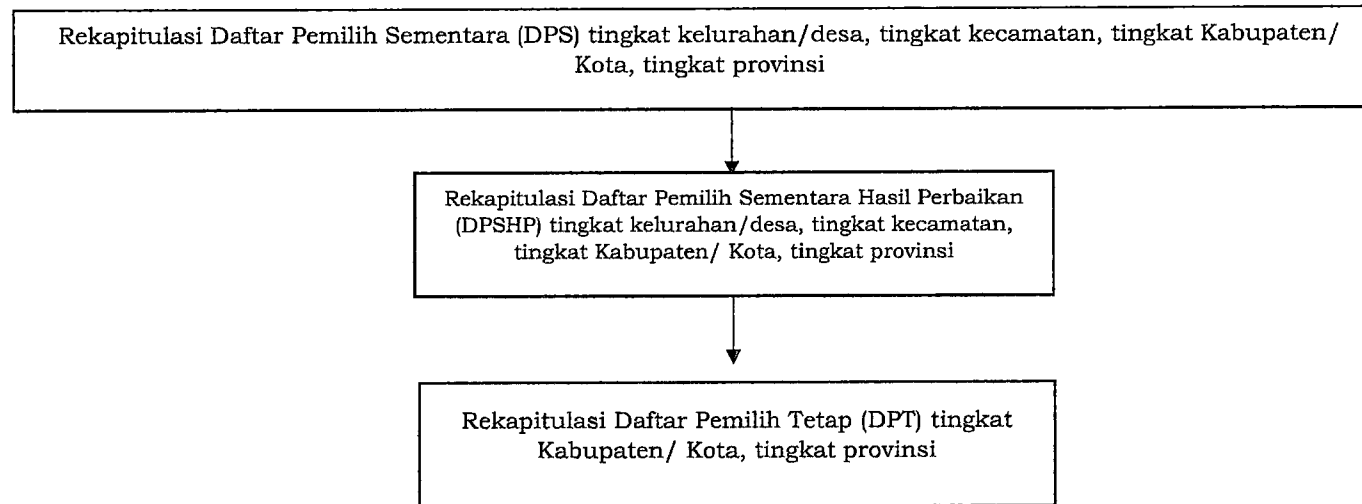 Rekapitulasi Daftar Pemilih Sementara (DPS) tingkat kelurahan/desa, tingkat kecamatan, tingkat Kabupaten/
Kota, tingkat provinsi
Rekapitulasi Daftar Pemilih Sementara Hasil Perbaikan
(DPSHP) tingkat kelurahan/desa, tingkat kecamatan,
tingkat Kabupaten/ Kota, tingkat provinsi
Rekapitulasi Daftar Pemilih Tetap (DPT) tingkat
Kabupaten/ Kota, tingkat provinsi